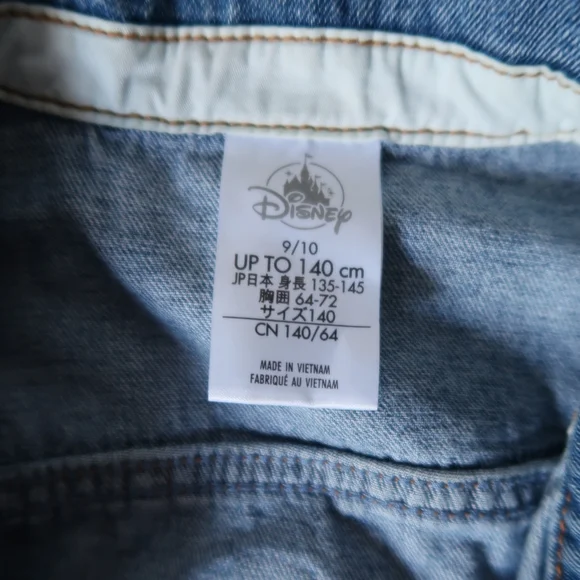 Disney
9/10
UP TO 140 cm
JP日本 身長 135-145
胸囲 64-72
サイズ140
CN 140/64
MADE IN VIETNAM
FABRIQUÉ AU VIETNAM